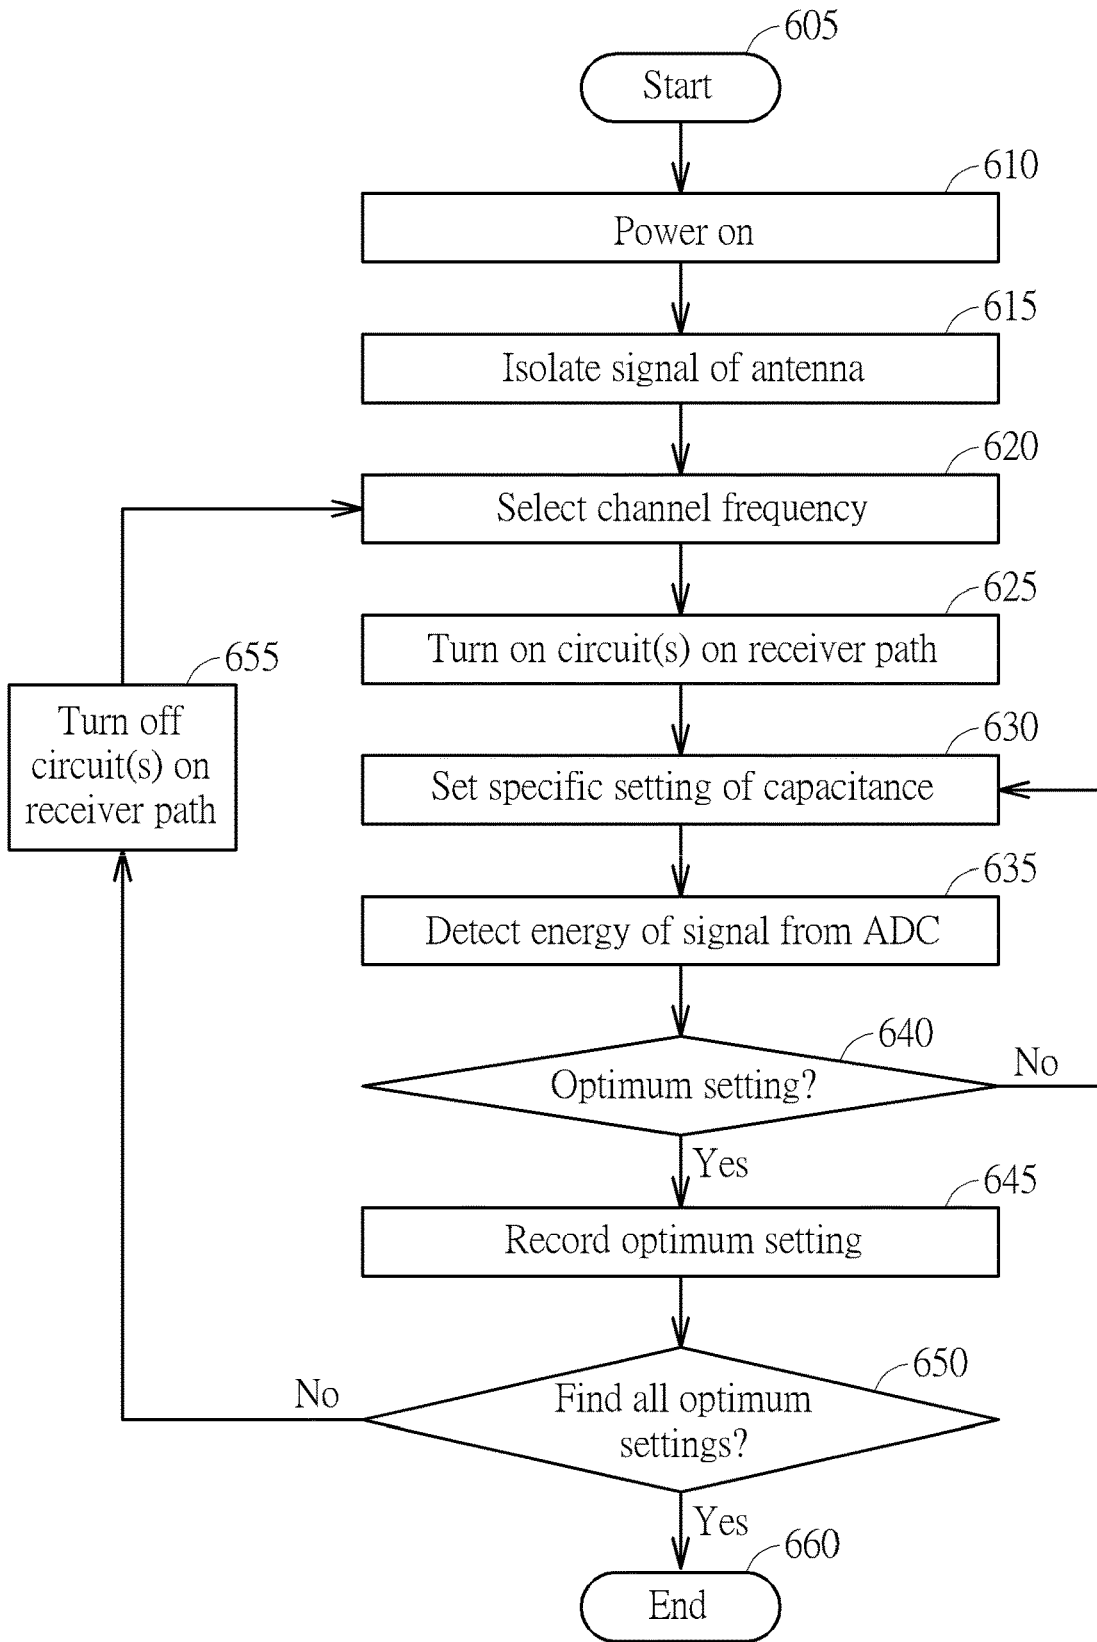 605
Start
610
Power on
615
Isolate signal of antenna
620
Select channel frequency
625
Turn on circuit(s) on receiver path
655
Turn off
circuit(s) on
receiver path
630
Set specific setting of capacitance
635
Detect energy of signal from ADC
640
Optimum setting?
No
Yes
645
Record optimum setting
650
No
Find all optimum
settings?
Yes
660
End